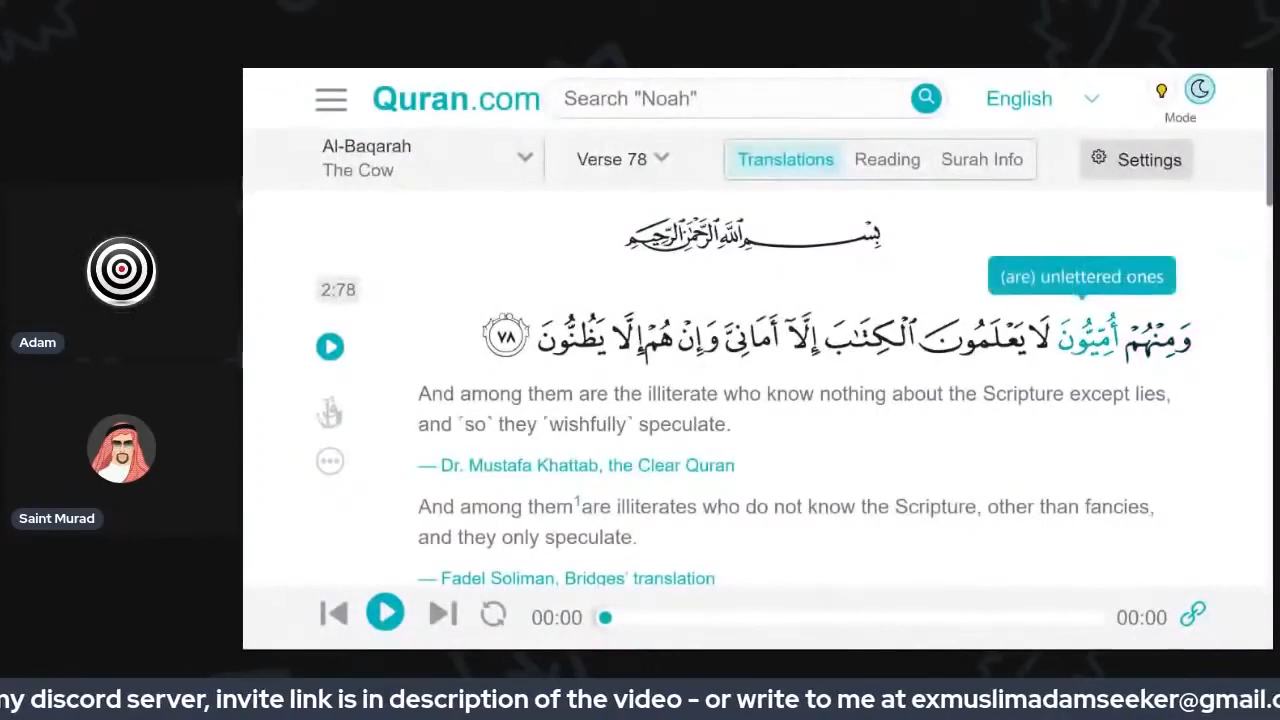 Quran.com
Search "Noah"
English
Mode
Al-Baqarah
The Cow
Verse 78
Translations
Reading
Surah Info
Settings
بِسْمِ ٱللَّهِ ٱلرَّحْمَـٰنِ ٱلرَّحِيمِ
2:78
(are) unlettered ones
وَمِنْهُمْ أُمِّيُّونَ لَا يَعْلَمُونَ ٱلْكِتَـٰبَ إِلَّآ أَمَانِىَّ وَإِنْ هُمْ إِلَّا يَظُنُّونَ ٧٨
And among them are the illiterate who know nothing about the Scripture except lies,
and ˹so˺ they ˹wishfully˺ speculate.
— Dr. Mustafa Khattab, the Clear Quran
And among them¹are illiterates who do not know the Scripture, other than fancies,
and they only speculate.
— Fadel Soliman, Bridges' translation
00:00
00:00
Adam
Saint Murad
my discord server, invite link is in description of the video - or write to me at exmuslimadamseeker@gmail.c